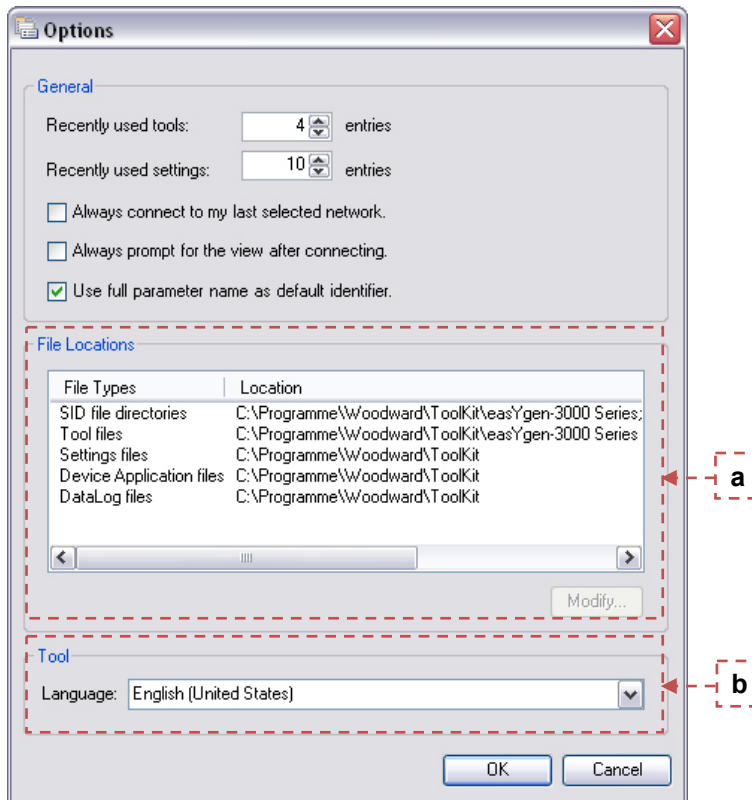 Options
General
Recently used tools: 4 entries
Recently used settings: 10 entries
Always connect to my last selected network.
Always prompt for the view after connecting.
Use full parameter name as default identifier.
File Locations
File Types Location
SID file directories C:\Programme\Woodward\ToolKit\easYgen-3000 Series;
Tool files C:\Programme\Woodward\ToolKit\easYgen-3000 Series
Settings files C:\Programme\Woodward\ToolKit
Device Application files C:\Programme\Woodward\ToolKit
DataLog files C:\Programme\Woodward\ToolKit
a
Modify...
Tool
Language: English (United States)
b
OK Cancel